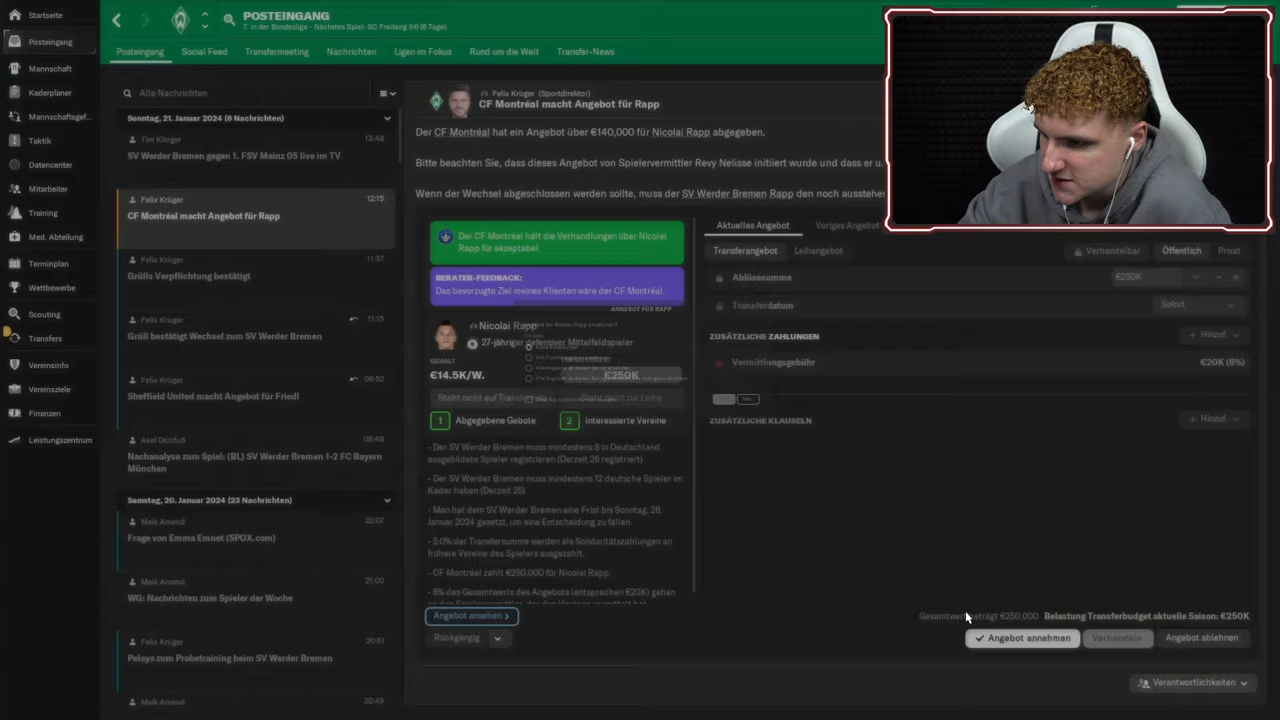 Startseite
Posteingang
Mannschaft
Kaderplaner
Mannschaftsgef...
Taktik
Datencenter
Mitarbeiter
Training
Med. Abteilung
Terminplan
Wettbewerbe
Scouting
Transfers
Vereinsinfo
Vereinsziele
Finanzen
Leistungszentrum
POSTEINGANG
7. in der Bundesliga - Nächstes Spiel: SC Freiburg (H) (6 Tage)
Posteingang
Social Feed
Transfermeeting
Nachrichten
Ligen im Fokus
Rund um die Welt
Transfer-News
Alle Nachrichten
Sonntag, 21. Januar 2024 (6 Nachrichten)
Tim Klinger 13:48
SV Werder Bremen gegen 1. FSV Mainz 05 live im TV
Felix Krüger 12:15
CF Montréal macht Angebot für Rapp
Felix Krüger 11:37
Grülls Verpflichtung bestätigt
Felix Krüger 11:15
Grüll bestätigt Wechsel zum SV Werder Bremen
Felix Krüger 08:52
Sheffield United macht Angebot für Friedl
Axel Dörrfuß 08:48
Nachanalyse zum Spiel: (BL) SV Werder Bremen 1-2 FC Bayern
München
Samstag, 20. Januar 2024 (23 Nachrichten)
Maik Amend 22:07
Frage von Emma Emnet (SPOX.com)
Maik Amend 21:00
WG: Nachrichten zum Spieler der Woche
Felix Krüger 20:51
Pelayo zum Probetraining beim SV Werder Bremen
Maik Amend 20:49
Felix Krüger (Sportdirektor)
CF Montréal macht Angebot für Rapp
Der CF Montréal hat ein Angebot über €140,000 für Nicolai Rapp abgegeben.
Bitte beachten Sie, dass dieses Angebot von Spielervermittler Revy Nelisse initiiert wurde und dass er
Wenn der Wechsel abgeschlossen werden sollte, muss der SV Werder Bremen Rapp den noch
Der CF Montréal hält die Verhandlungen über Nicolai
Rapp für akzeptabel.
BERATER-FEEDBACK:
Das bevorzugte Ziel meines Klienten wäre der CF Montréal.
ANGEBOT FÜR RAPP
Nicolai Rapp
27-jähriger defensiver Mittelfeldspieler
GEHALT
€14.5K/W.
€250K
Steht nicht auf
Steht nicht zur Leihe
1 Abgegebene Gebote
2 Interessierte Vereine
- Der SV Werder Bremen muss mindestens 8 in Deutschland
ausgebildete Spieler registrieren (Derzeit 26 registriert)
- Der SV Werder Bremen muss mindestens 12 deutsche Spieler im
Kader haben (Derzeit 25)
- Man hat dem SV Werder Bremen eine Frist bis Sonntag, 28.
Januar 2024 gesetzt, um eine Entscheidung zu fällen.
- 5.0% der Transfersumme werden als Solidaritätszahlungen an
frühere Vereine des Spielers ausgezahlt.
- CF Montréal zahlt €250,000 für Nicolai Rapp.
- 8% des Gesamtwerts des Angebots (entsprechen €20K) gehen
Angebot ansehen
Rückgängig
Aktuelles Angebot
Voriges Angebot
Transferangebot
Leihangebot
Verhandelbar
Öffentlich
Privat
Ablösesumme €250K
Transferdatum Sofort
ZUSÄTZLICHE ZAHLUNGEN
+ Hinzuf.
Vermittlungsgebühr €20K (8%)
ZUSÄTZLICHE KLAUSELN
+ Hinzuf.
Gesamtwert beträgt €250,000 Belastung Transferbudget aktuelle Saison: €250K
Angebot annehmen
Verhandeln
Angebot ablehnen
Verantwortlichkeiten